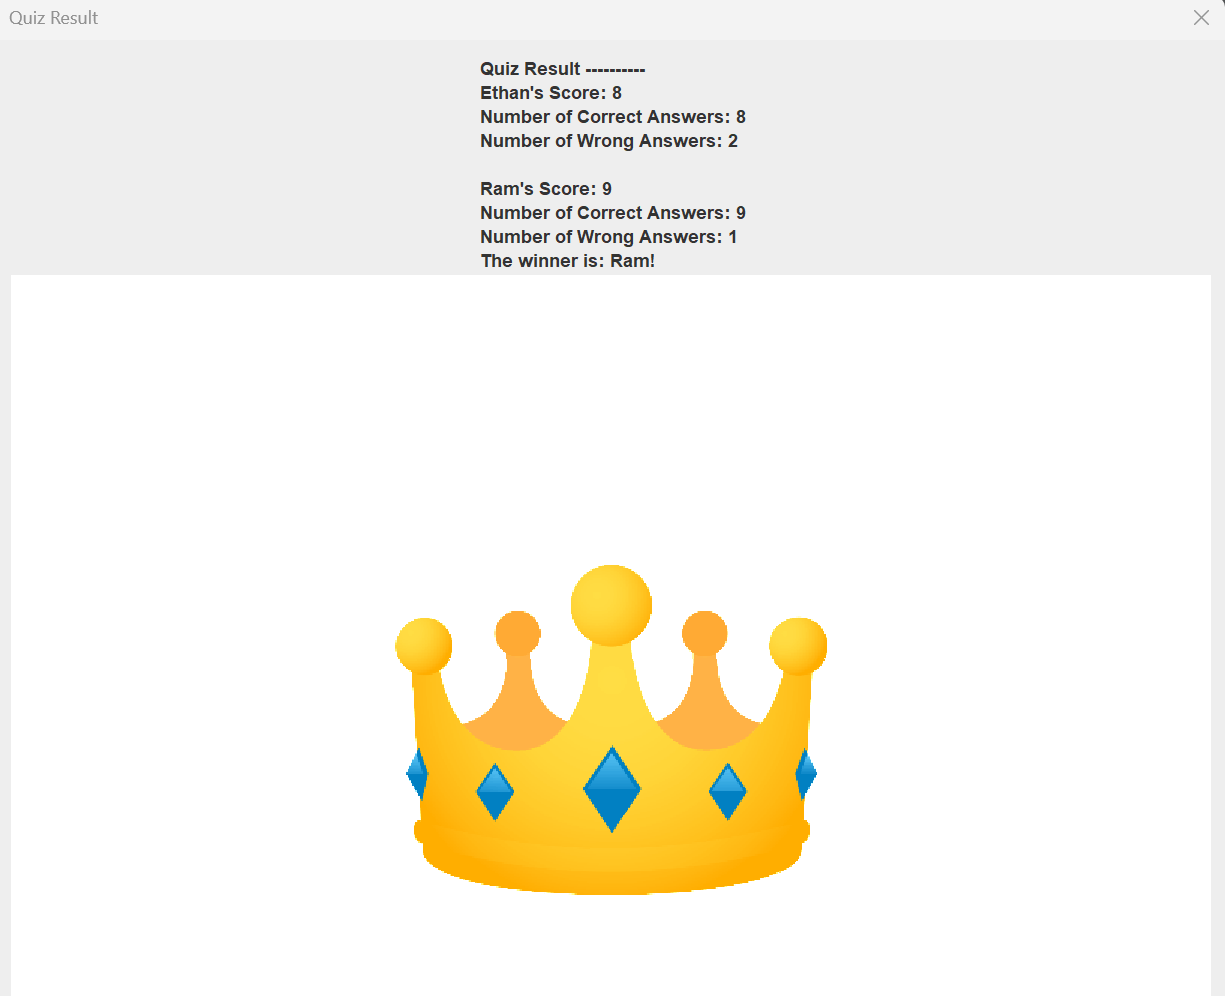 Quiz Result
Quiz Result ----------
Ethan's Score: 8
Number of Correct Answers: 8
Number of Wrong Answers: 2
Ram's Score: 9
Number of Correct Answers: 9
Number of Wrong Answers: 1
The winner is: Ram!